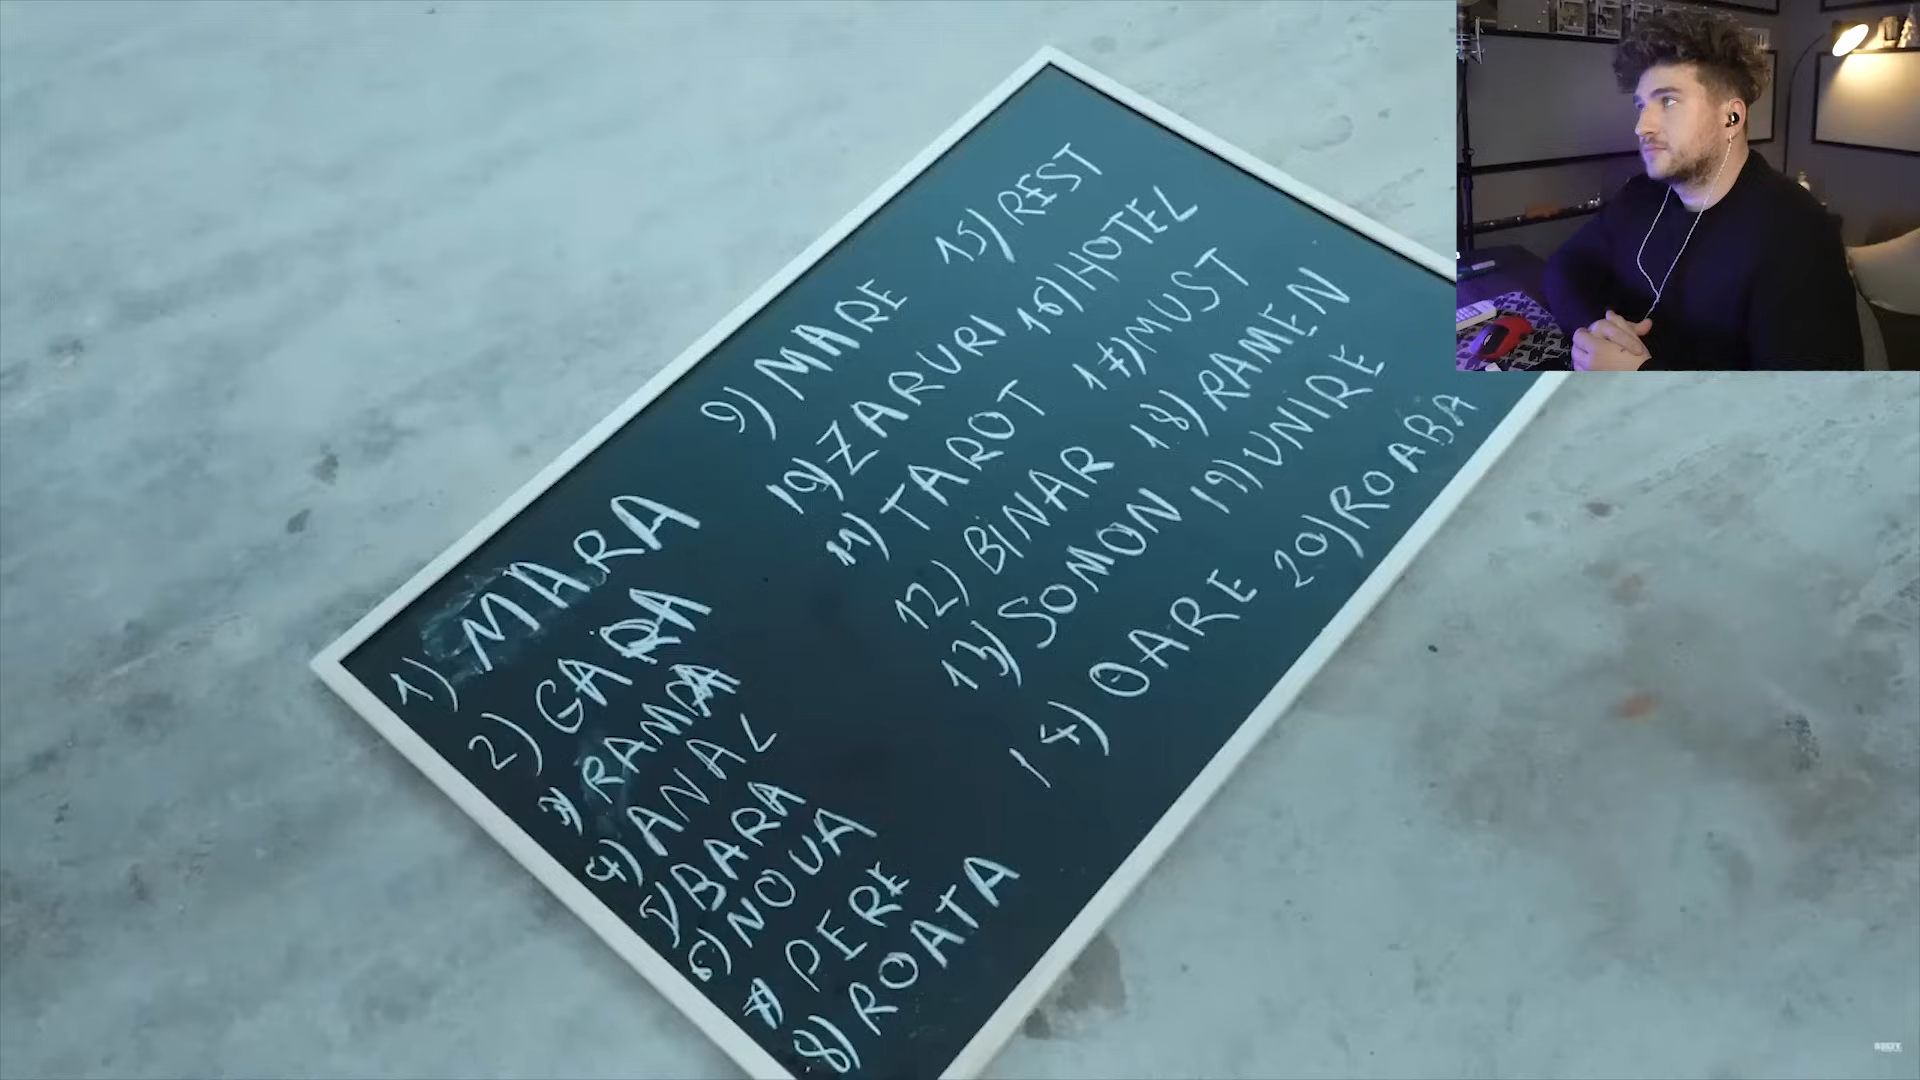 1) MARA
2) GARA
3) RAMA
4) ANAL
5) BARA
6) NOUA
7) PERE
8) ROATA
9) MARE
10) ZARURI
11) TAROT
12) BINAR
13) SOMON
14) OARE
15) REST
16) HOTEL
17) MUST
18) RAMEN
19) UNIRE
20) ROABA